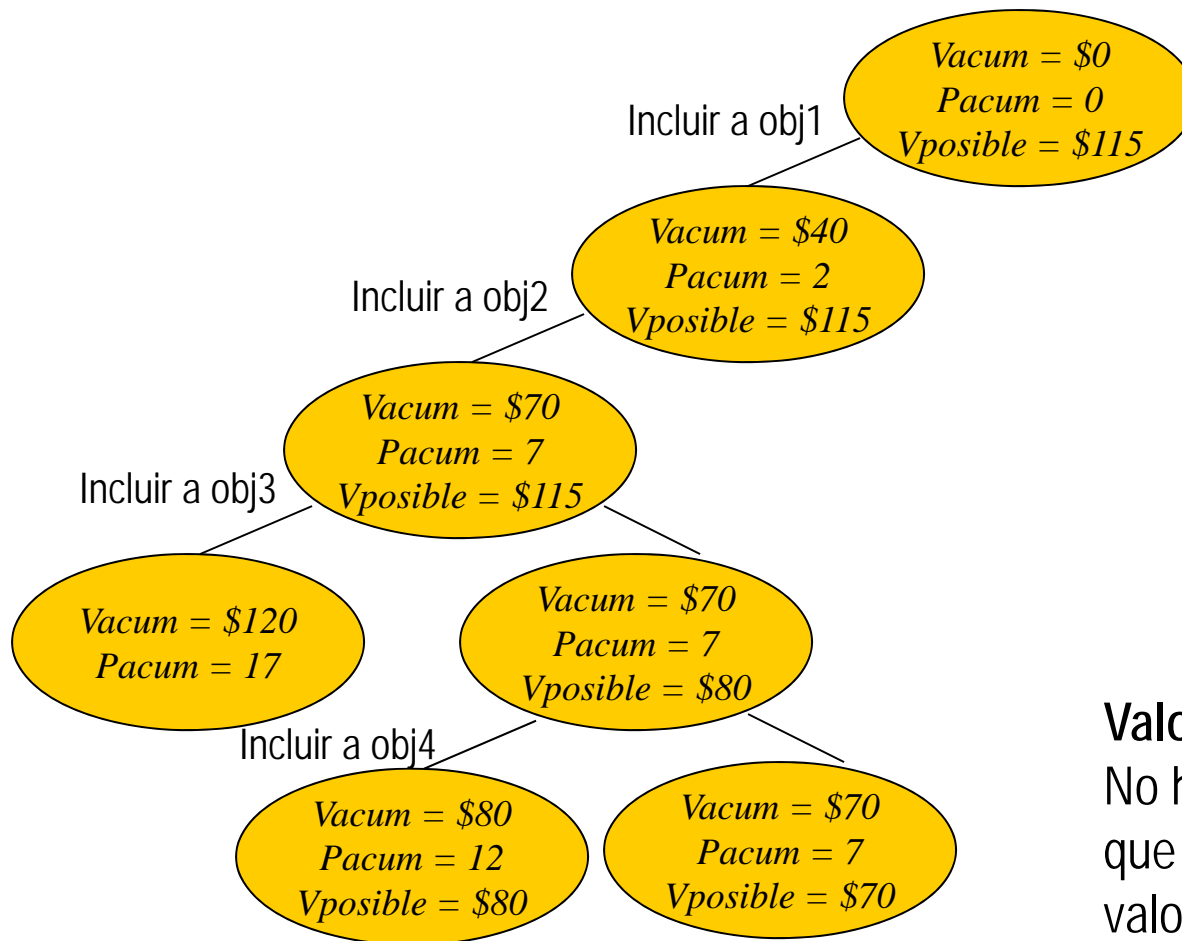 Vacum = $0
Pacum = 0
Vposible = $115
Incluir a obj1
Vacum = $40
Pacum = 2
Vposible = $115
Incluir a obj2
Vacum = $70
Pacum = 7
Vposible = $115
Incluir a obj3
Vacum = $120
Pacum = 17
Vacum = $70
Pacum = 7
Vposible = $80
Incluir a obj4
Vacum = $80
Pacum = 12
Vposible = $80
Vacum = $70
Pacum = 7
Vposible = $70
No
que